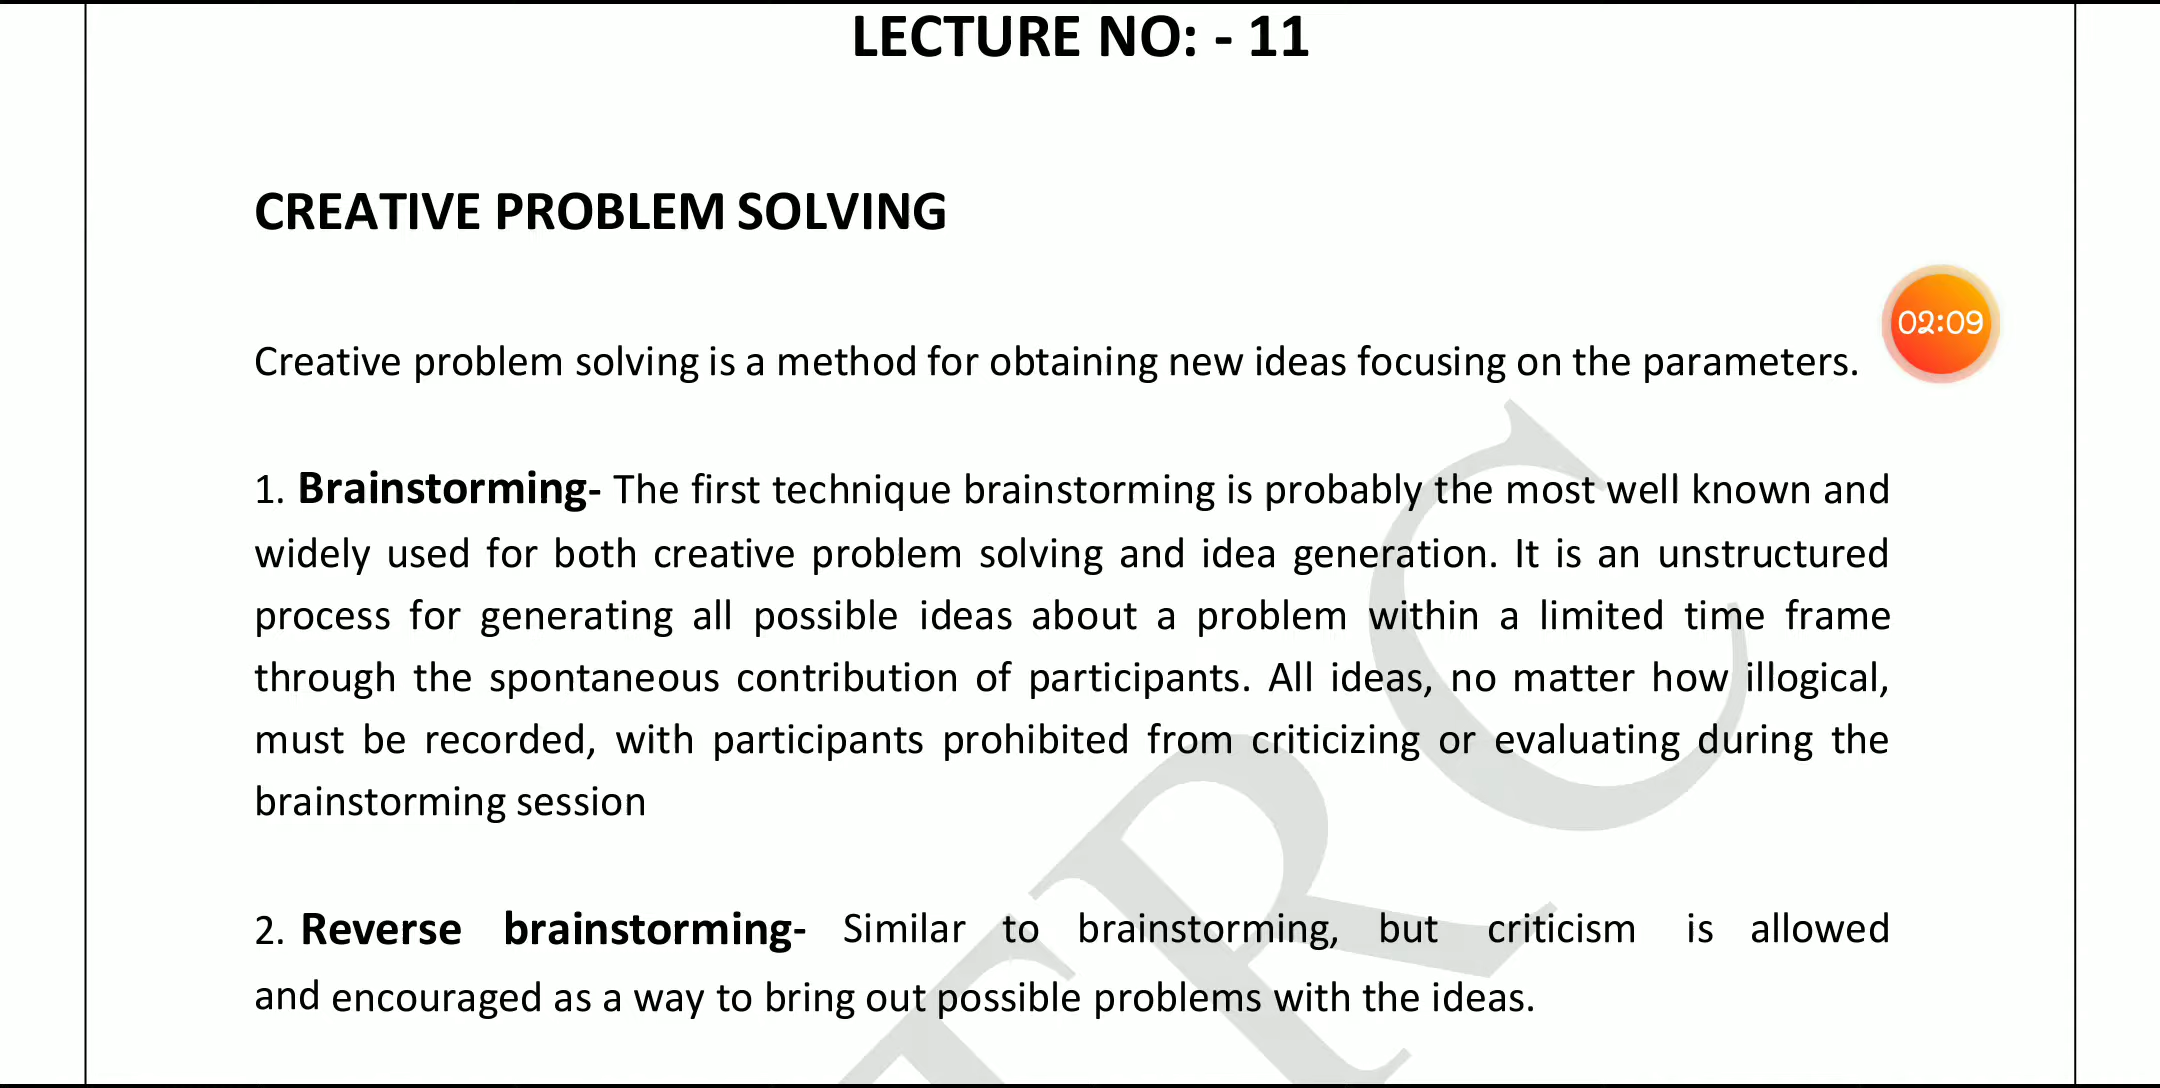 LECTURE NO: - 11
CREATIVE PROBLEM SOLVING
02:09
Creative problem solving is a method for obtaining new ideas focusing on the parameters.
1. Brainstorming- The first technique brainstorming is probably the most well known and
widely used for both creative problem solving and idea generation. It is an unstructured
process for generating all possible ideas about a problem within a limited time frame
through the spontaneous contribution of participants. All ideas, no matter how illogical,
must be recorded, with participants prohibited from criticizing or evaluating during the
brainstorming session
2. Reverse brainstorming- Similar to brainstorming, but criticism is allowed
and encouraged as a way to bring out possible problems with the ideas.
TRC